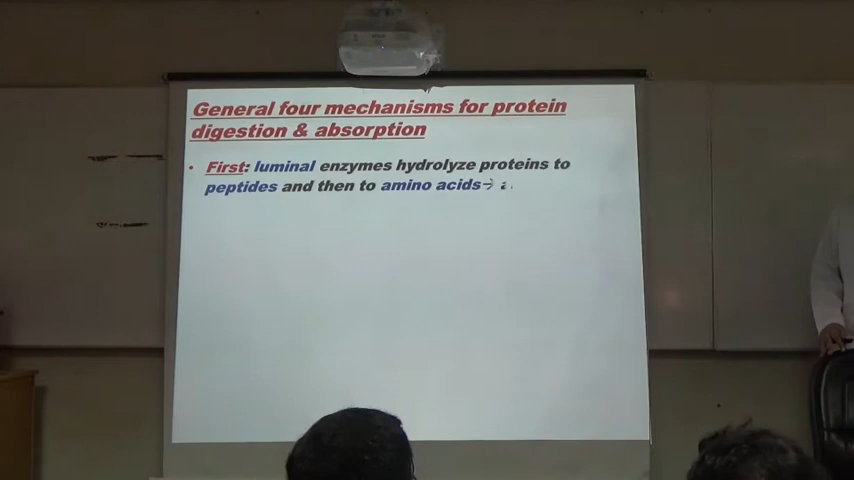 General four mechanisms for protein
digestion & absorption
• First: luminal enzymes hydrolyze proteins to
peptides and then to amino acids→